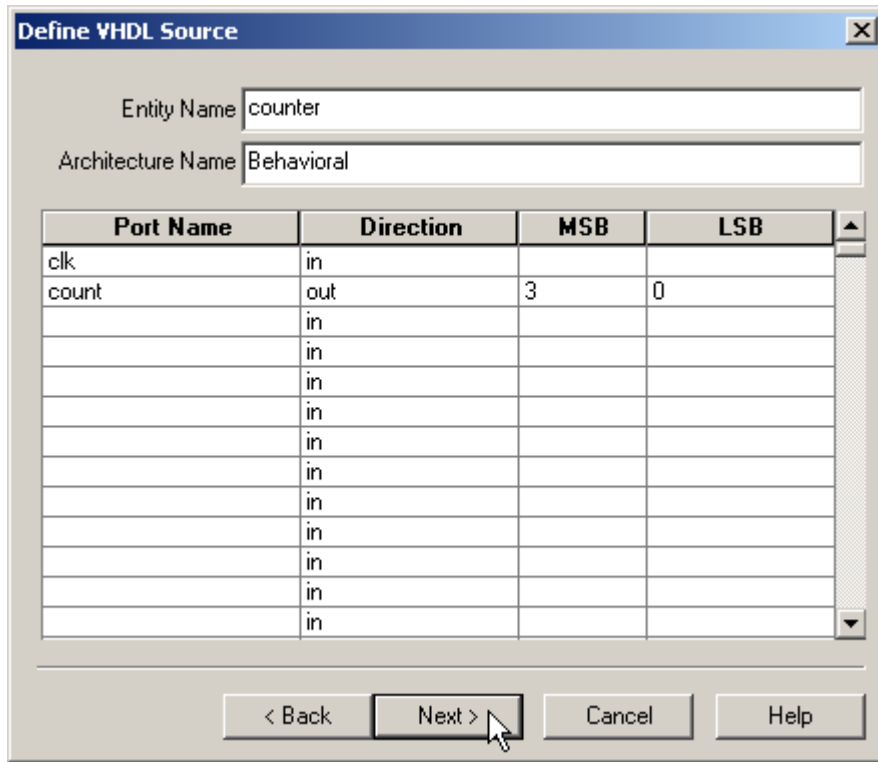 Define VHDL Source
Entity Name counter
Architecture Name Behavioral
Port Name Direction MSB LSB
clk in
count out 3 0
in
in
in
in
in
in
in
in
in
in
in
< Back Next > Cancel Help